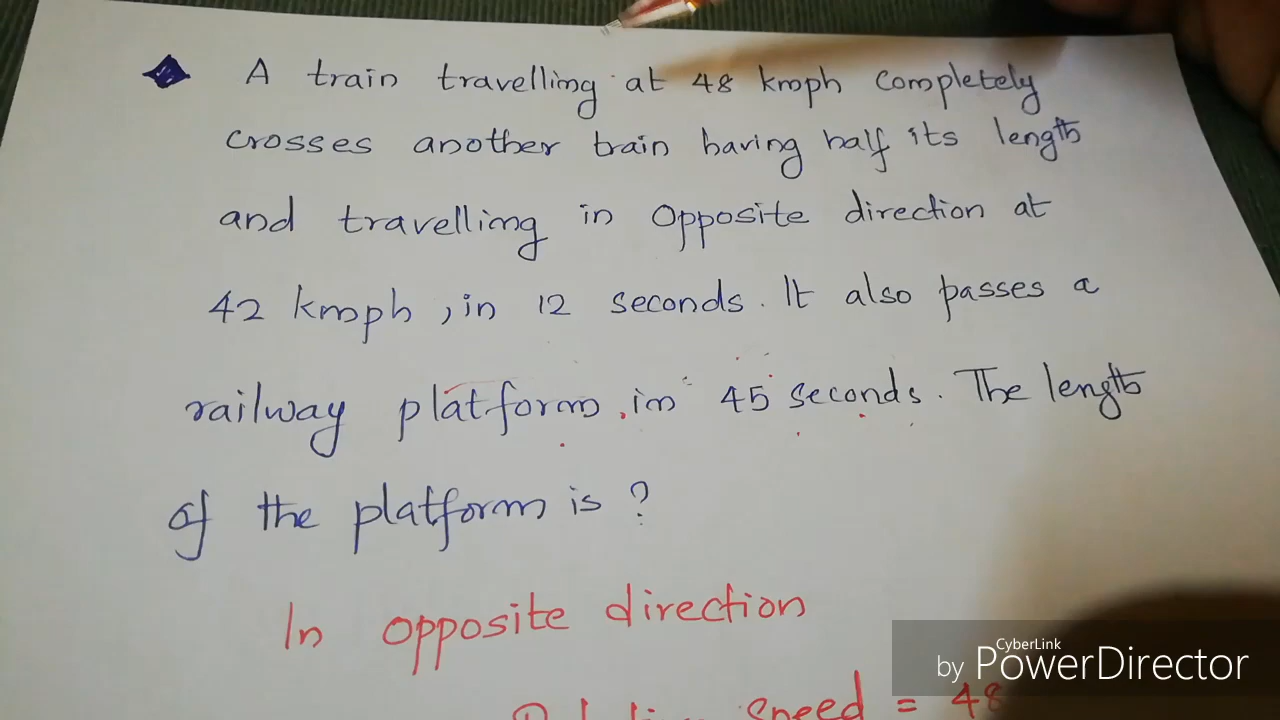 A train travelling at 48 kmph completely
crosses another train having half its length
and travelling in opposite direction at
42 kmph, in 12 seconds. It also passes a
railway platform in 45 seconds. The length
of the platform is ?
In opposite direction
speed = 48
CyberLink
by PowerDirector